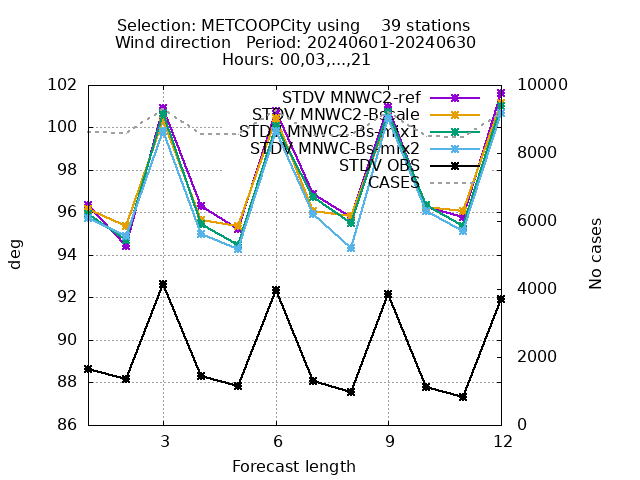 Selection: METCOOPCity using    39 stations
Wind direction   Period: 20240601-20240630
Hours: 00,03,...,21
STDV MNWC2-ref
STDV MNWC2-Bscale
STDV MNWC2-Bs-mix1
STDV MNWC-Bs-mix2
STDV OBS
CASES
102
100
98
96
94
92
90
88
86
deg
10000
8000
6000
4000
2000
0
No cases
3
6
9
12
Forecast length